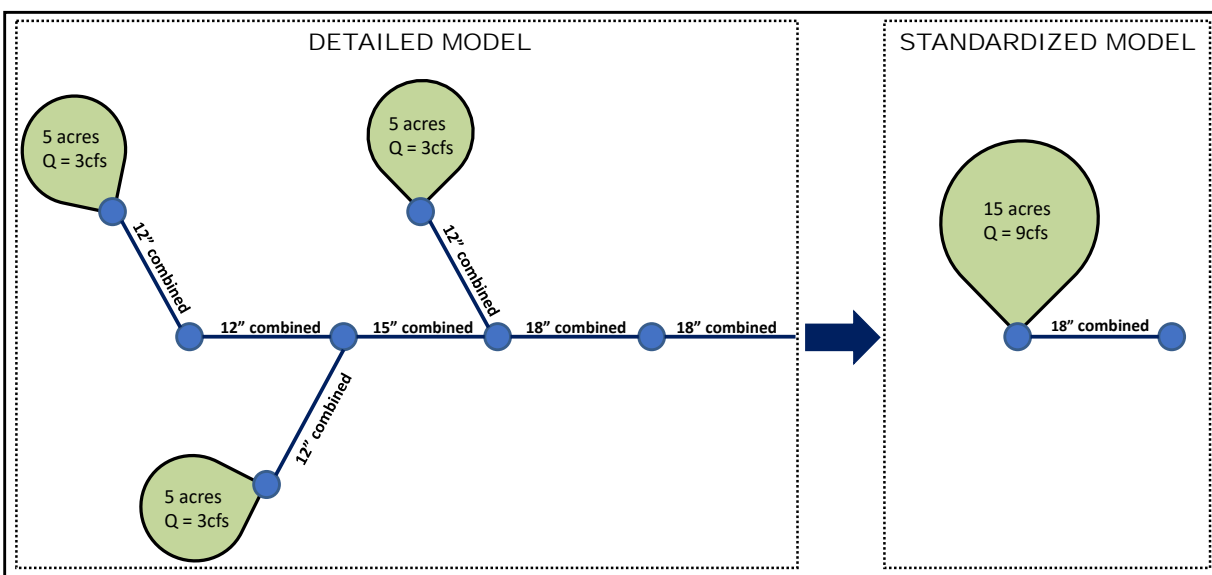 DETAILED MODEL
5 acres
Q = 3cfs
5 acres
Q = 3cfs
12” combined
12” combined
12” combined
15” combined
18” combined
18” combined
12” combined
5 acres
Q = 3cfs
STANDARDIZED MODEL
15 acres
Q = 9cfs
18” combined